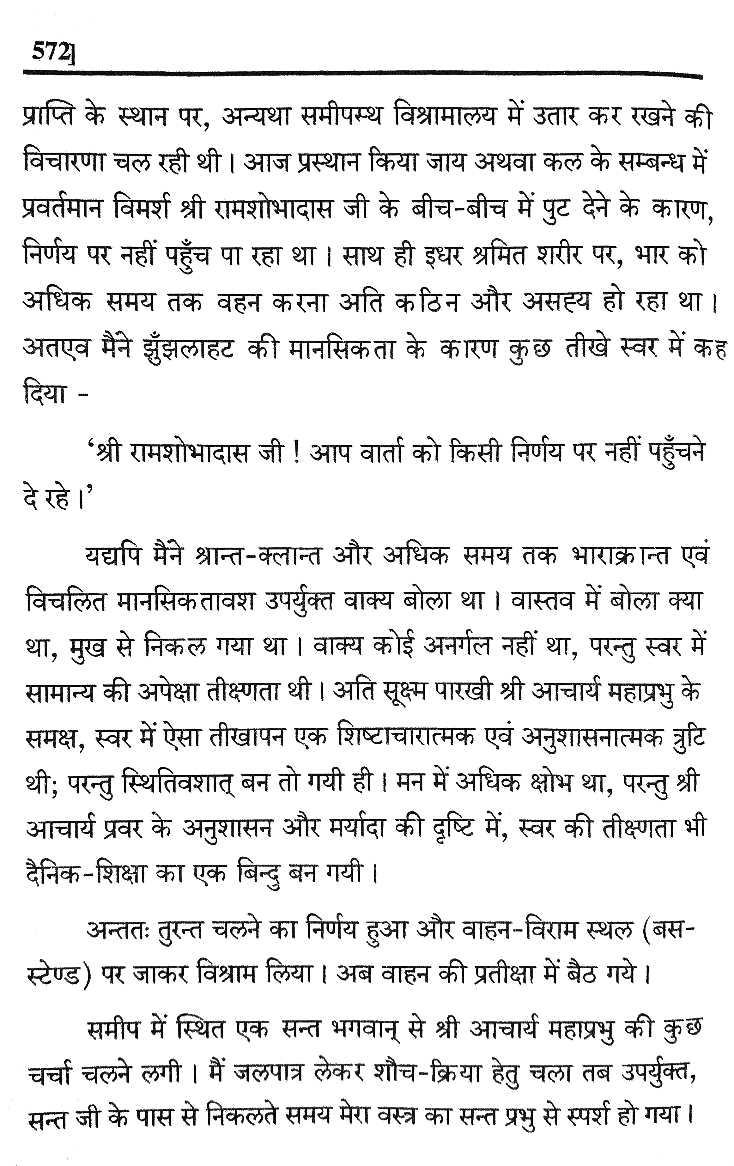 572]
प्राप्ति के स्थान पर, अन्यथा समीपस्थ विश्रामालय में उतार कर रखने की
विचारणा चल रही थी। आज प्रस्थान किया जाय अथवा कल के सम्बन्ध में
प्रवर्तमान विमर्श श्री रामशोभादास जी के बीच-बीच में पुट देने के कारण,
निर्णय पर नहीं पहुँच पा रहा था। साथ ही इधर श्रमित शरीर पर, भार को
अधिक समय तक वहन करना अति कठिन और असह्य हो रहा था।
अतएव मैंने झुँझलाहट की मानसिकता के कारण कुछ तीखे स्वर में कह
दिया -
‘श्री रामशोभादास जी ! आप वार्ता को किसी निर्णय पर नहीं पहुँचने
दे रहे।’
यद्यपि मैंने श्रान्त-क्लान्त और अधिक समय तक भाराक्रान्त एवं
विचलित मानसिकतावश उपर्युक्त वाक्य बोला था। वास्तव में बोला क्या
था, मुख से निकल गया था। वाक्य कोई अनर्गल नहीं था, परन्तु स्वर में
सामान्य की अपेक्षा तीक्ष्णता थी। अति सूक्ष्म पारखी श्री आचार्य महाप्रभु के
समक्ष, स्वर में ऐसा तीखापन एक शिष्टाचारात्मक एवं अनुशासनात्मक त्रुटि
थी; परन्तु स्थितिवशात् बन तो गयी ही। मन में अधिक क्षोभ था, परन्तु श्री
आचार्य प्रवर के अनुशासन और मर्यादा की दृष्टि में, स्वर की तीक्ष्णता भी
दैनिक-शिक्षा का एक बिन्दु बन गयी।
अन्ततः तुरन्त चलने का निर्णय हुआ और वाहन-विराम स्थल (बस-
स्टेण्ड) पर जाकर विश्राम लिया। अब वाहन की प्रतीक्षा में बैठ गये।
समीप में स्थित एक सन्त भगवान् से श्री आचार्य महाप्रभु की कुछ
चर्चा चलने लगी। मैं जलपात्र लेकर शौच-क्रिया हेतु चला तब उपर्युक्त,
सन्त जी के पास से निकलते समय मेरा वस्त्र का सन्त प्रभु से स्पर्श हो गया।